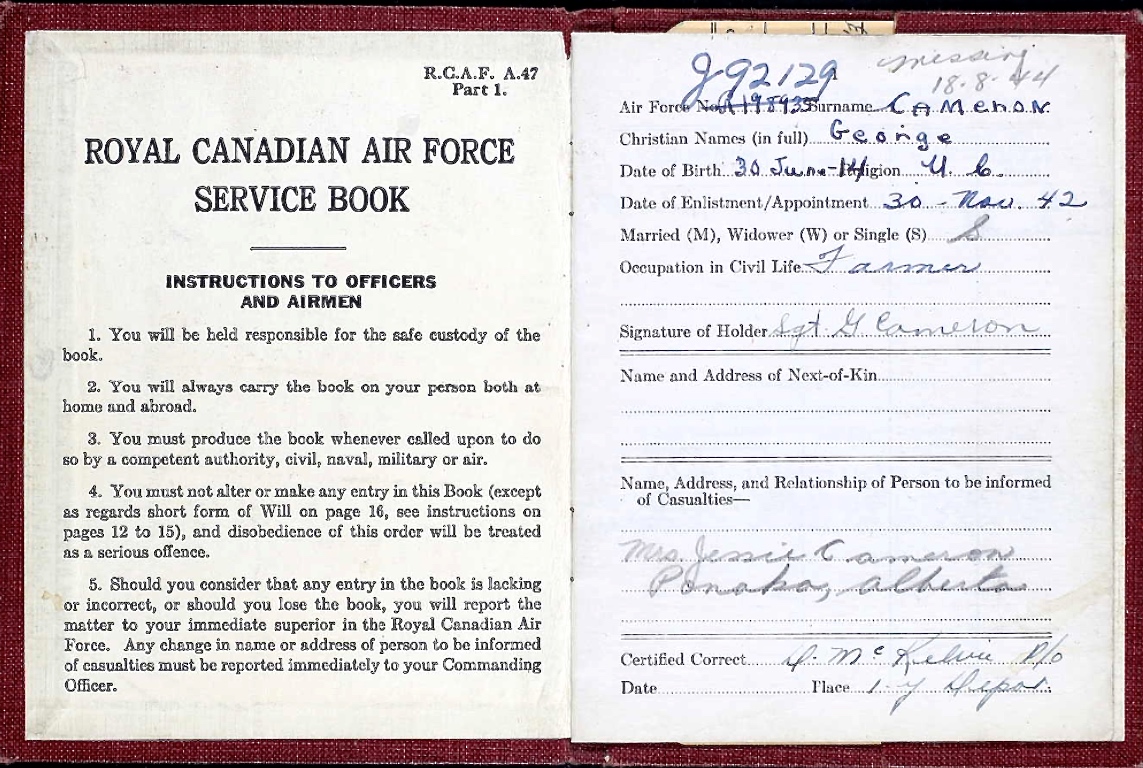 R.C.A.F. A.47
Part 1.
ROYAL CANADIAN AIR FORCE
SERVICE BOOK
INSTRUCTIONS TO OFFICERS
AND AIRMEN
1. You will be held responsible for the safe custody of the
book.
2. You will always carry the book on your person both at
home and abroad.
3. You must produce the book whenever called upon to do
so by a competent authority, civil, naval, military or air.
4. You must not alter or make any entry in this Book (except
as regards short form of Will on page 16, see instructions on
pages 12 to 15), and disobedience of this order will be treated
as a serious offence.
5. Should you consider that any entry in the book is lacking
or incorrect, or should you lose the book, you will report the
matter to your immediate superior in the Royal Canadian Air
Force. Any change in name or address of person to be informed
of casualties must be reported immediately to your Commanding
Officer.
missing
J92129 18-8-44
Air Force No. R198935 Surname CAMERON
Christian Names (in full) George
Date of Birth 30 June-14 Religion U.C.
Date of Enlistment/Appointment 30 - Nov. 42
Married (M), Widower (W) or Single (S) S
Occupation in Civil Life Farmer
Signature of Holder Sgt G Cameron
Name and Address of Next-of-Kin
Name, Address, and Relationship of Person to be informed
of Casualties—
Mrs. Jessie Cameron
Ponoka, Alberta
Certified Correct D. McKelvie P/O
Date Place 1-Y Depot